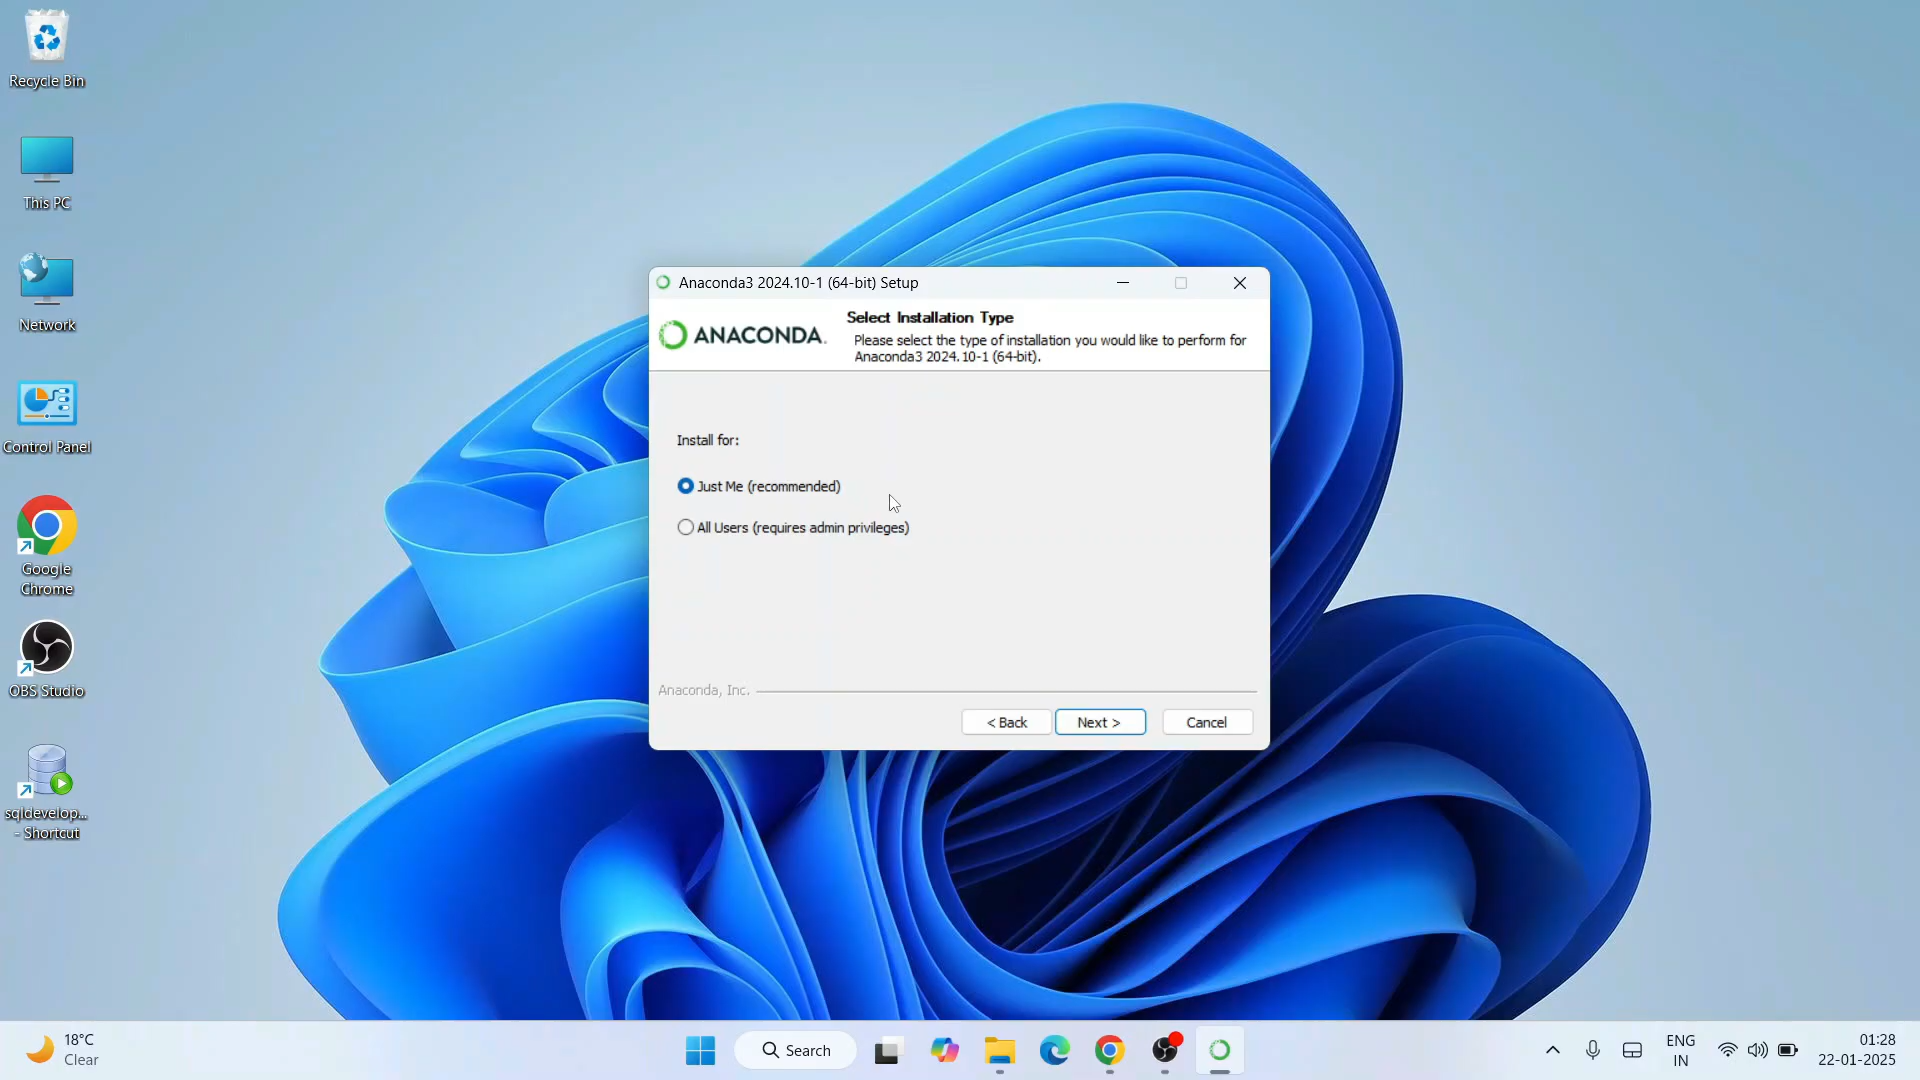 Recycle Bin
This PC
Network
Control Panel
Google
Chrome
OBS Studio
sqldevelop...
- Shortcut
Anaconda3 2024.10-1 (64-bit) Setup
ANACONDA.
Select Installation Type
Please select the type of installation you would like to perform for
Anaconda3 2024.10-1 (64-bit).
Install for:
Just Me (recommended)
All Users (requires admin privileges)
Anaconda, Inc.
< Back
Next >
Cancel
18°C
Clear
Search
ENG
IN
01:28
22-01-2025